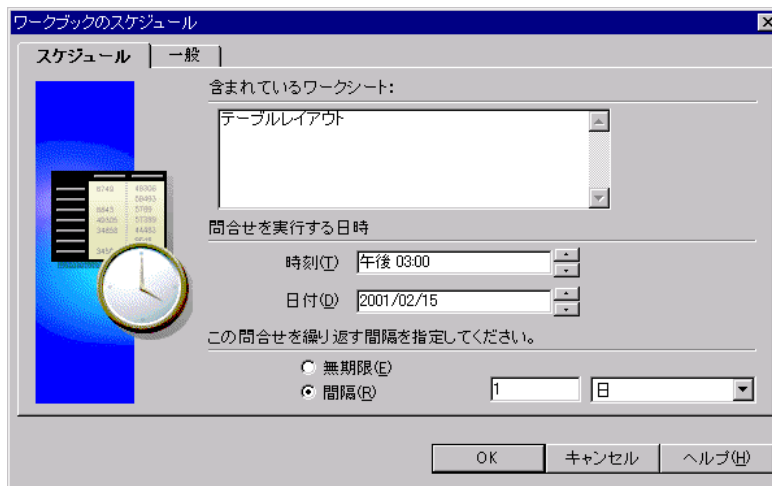 ワークブックのスケジュール
スケジュール 一般
含まれているワークシート:
テーブルレイアウト
問合せを実行する日時
時刻(T) 午後 03:00
日付(D) 2001/02/15
この問合せを繰り返す間隔を指定してください。
無期限(E)
間隔(R) 1 日
OK キャンセル ヘルプ(H)